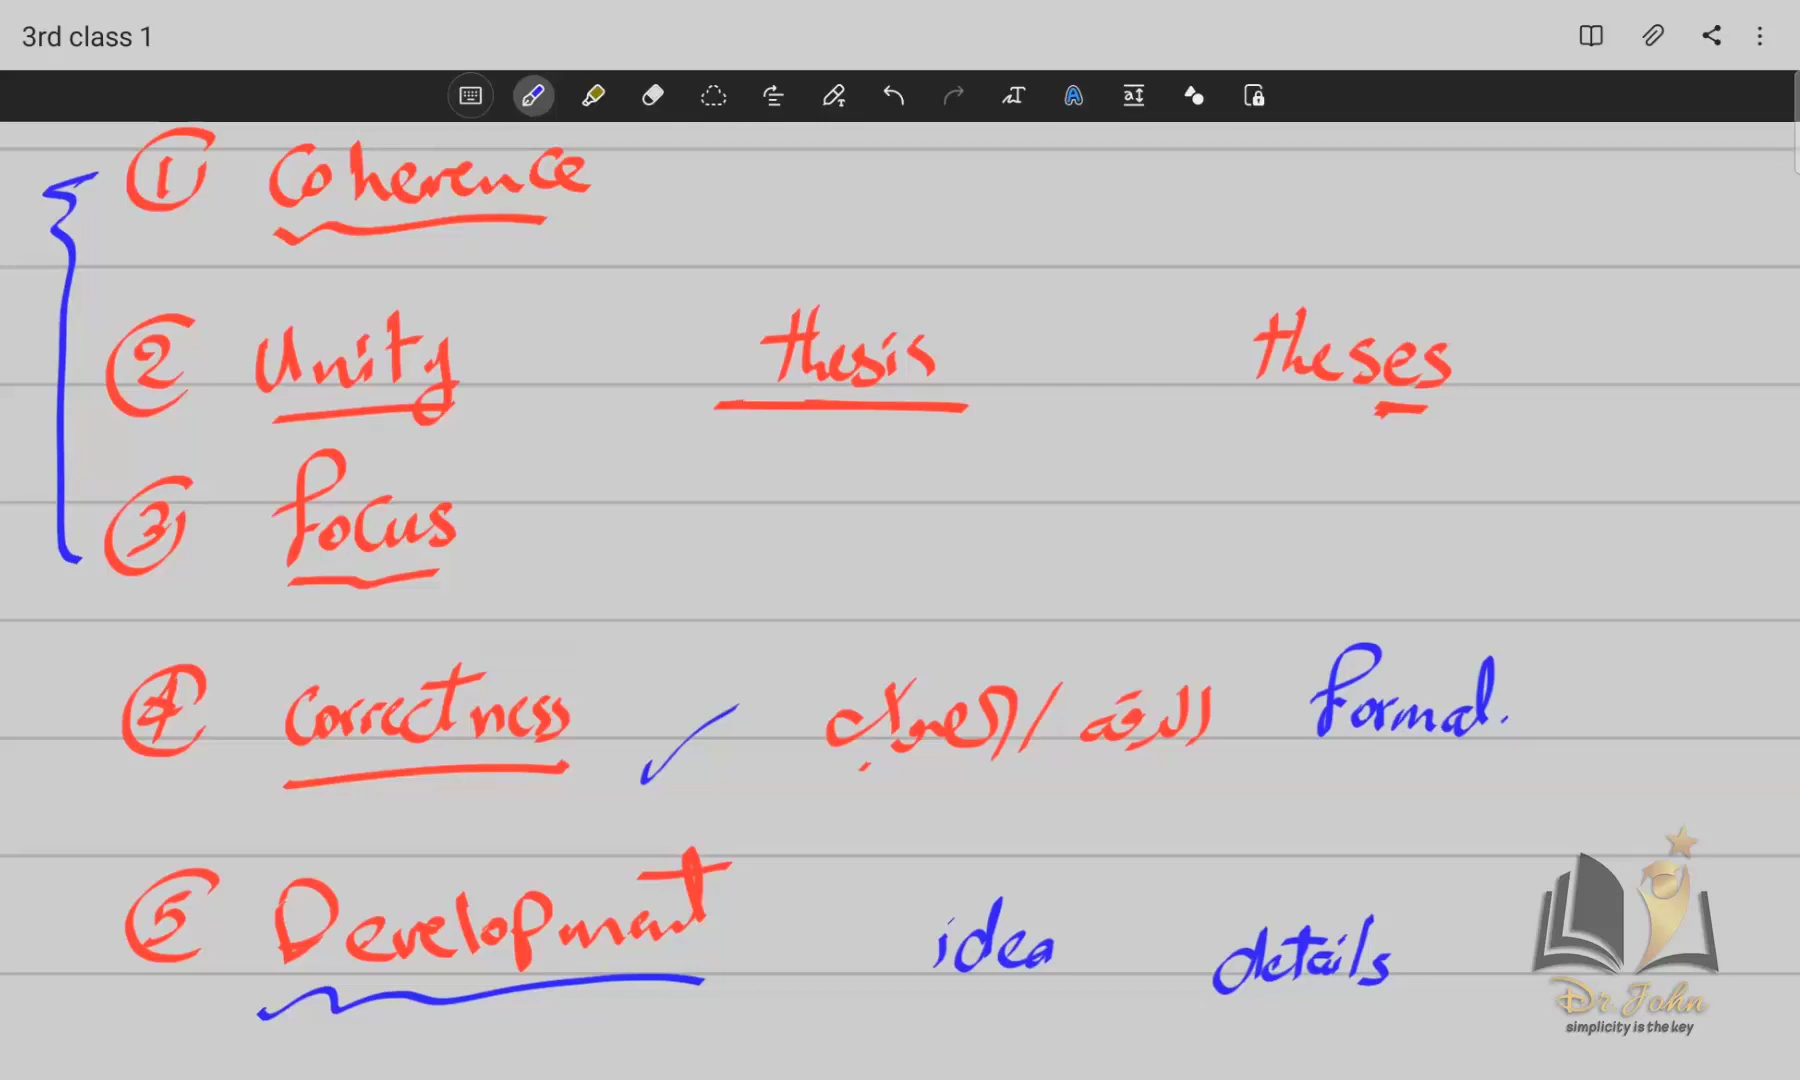 3rd class 1
① Coherence
② Unity thesis theses
③ focus
④ Correctness الدقة / الصواب formal.
⑤ Development idea details
Dr. John
simplicity is the key